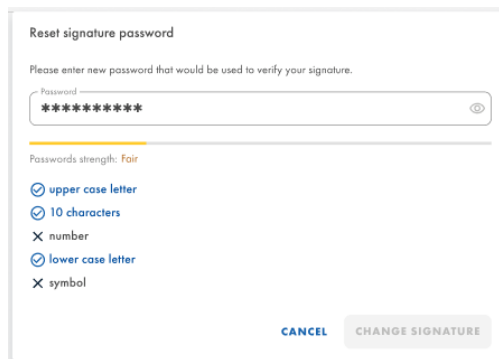 Reset signature password
Please enter new password that would be used to verify your signature.
Password
**********
Passwords strength: Fair
upper case letter
10 characters
number
lower case letter
symbol
CANCEL CHANGE SIGNATURE